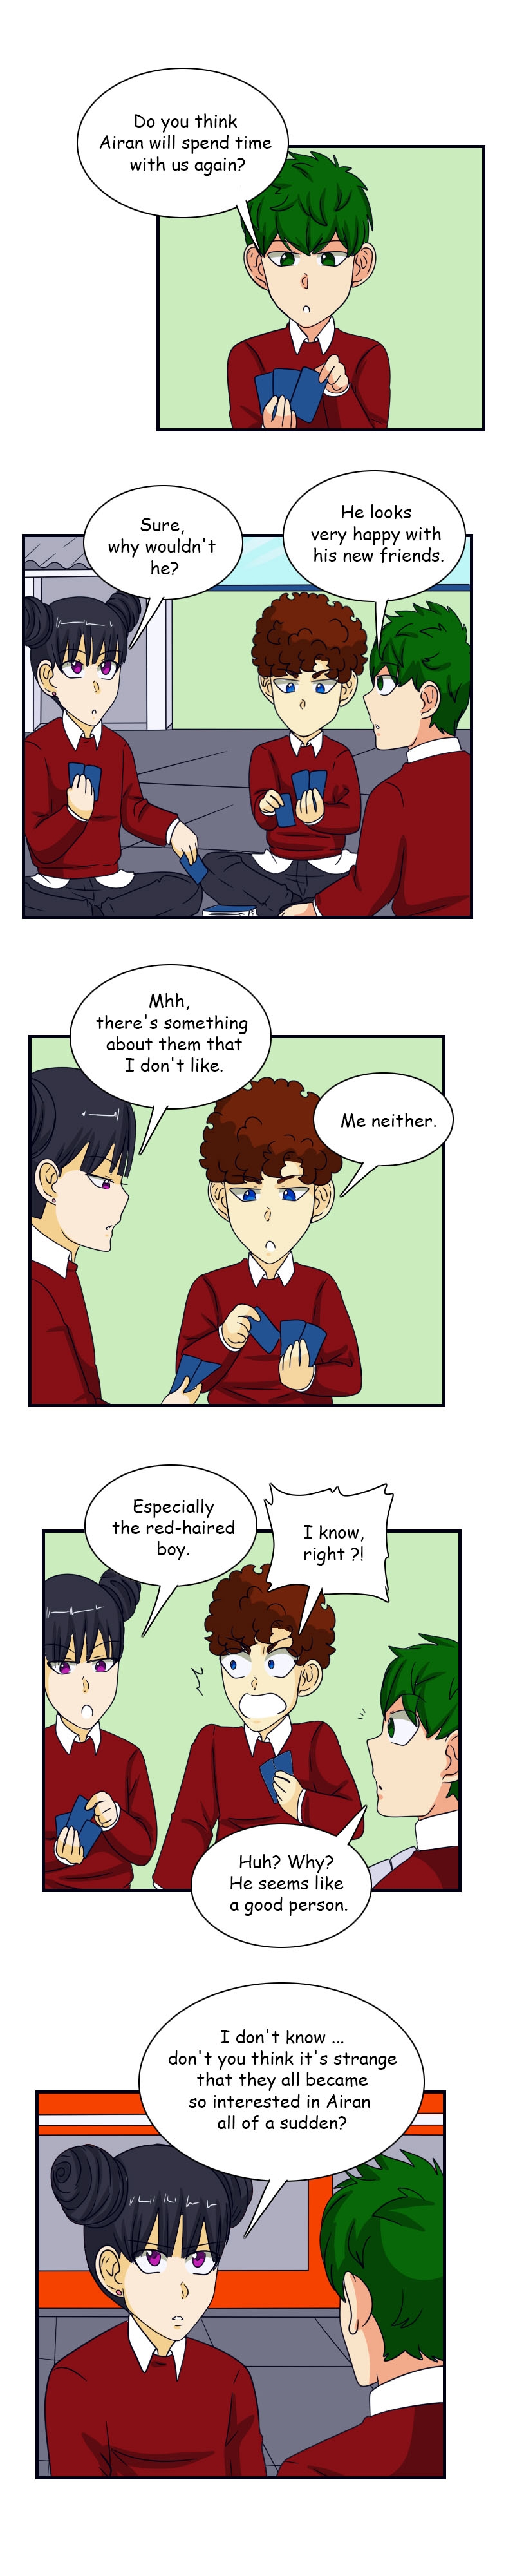 Do you think
Airan will spend time
with us again?
Sure,
why wouldn't
he?
He looks
very happy with
his new friends.
Mhh,
there's something
about them that
I don't like.
Me neither.
Especially
the red-haired
boy.
I know,
right ?!
Huh? Why?
He seems like
a good person.
I don't know ...
don't you think it's strange
that they all became
so interested in Airan
all of a sudden?